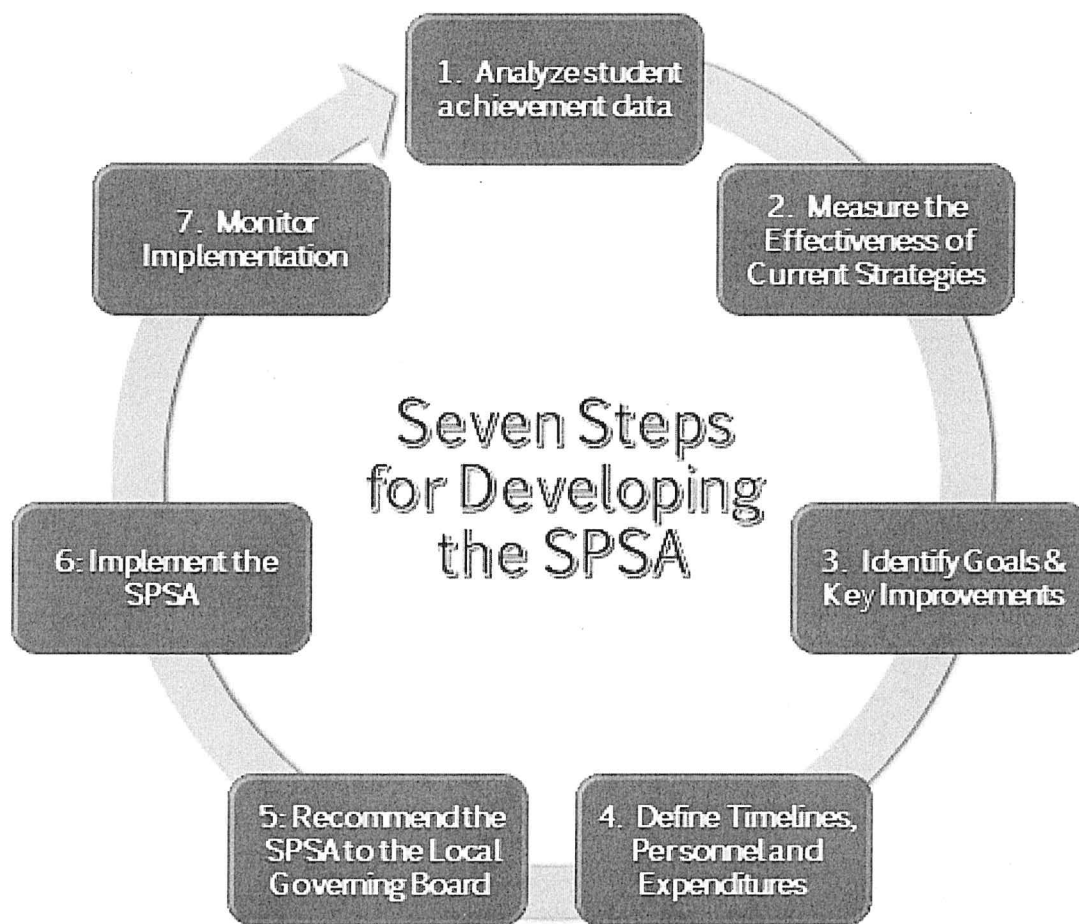 1. Analyze student
achievement data
2. Measure the
Effectiveness of
Current Strategies
3. Identify Goals &
Key Improvements
4. Define Timelines,
Personnel and
Expenditures
5: Recommend the
SPSA to the Local
Governing Board
6: Implement the
SPSA
7. Monitor
Implementation
Seven Steps
for Developing
the SPSA